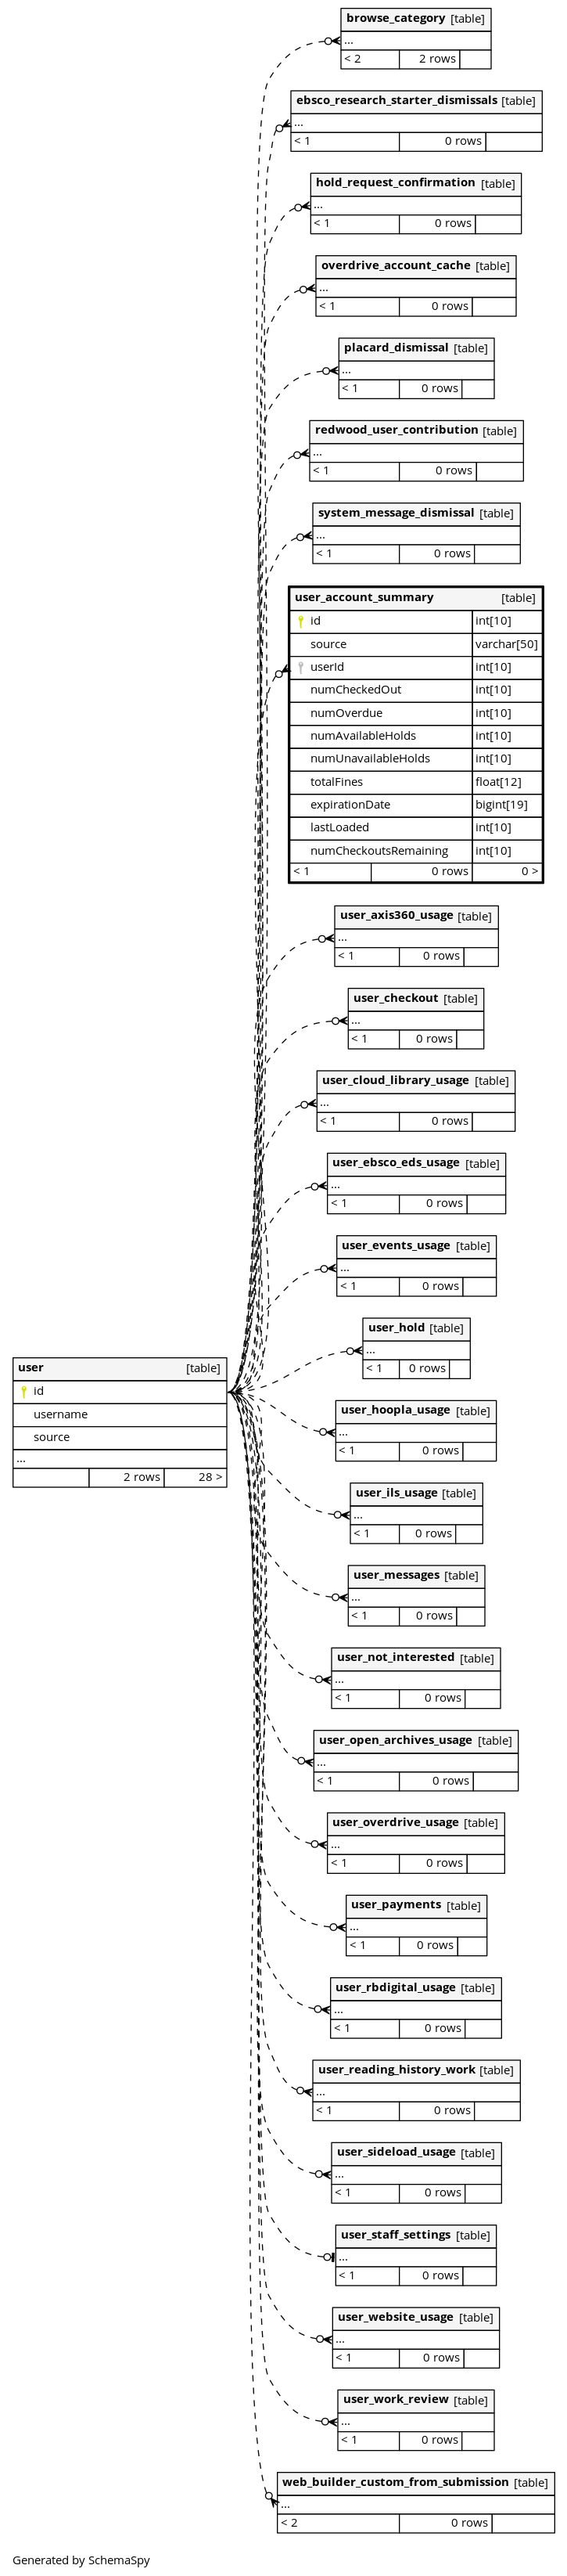 browse_category [table]
...
< 2 2 rows
ebsco_research_starter_dismissals [table]
...
< 1 0 rows
hold_request_confirmation [table]
...
< 1 0 rows
overdrive_account_cache [table]
...
< 1 0 rows
placard_dismissal [table]
...
< 1 0 rows
redwood_user_contribution [table]
...
< 1 0 rows
system_message_dismissal [table]
...
< 1 0 rows
user_account_summary [table]
id int[10]
source varchar[50]
userId int[10]
numCheckedOut int[10]
numOverdue int[10]
numAvailableHolds int[10]
numUnavailableHolds int[10]
totalFines float[12]
expirationDate bigint[19]
lastLoaded int[10]
numCheckoutsRemaining int[10]
< 1 0 rows 0 >
user_axis360_usage [table]
...
< 1 0 rows
user_checkout [table]
...
< 1 0 rows
user_cloud_library_usage [table]
...
< 1 0 rows
user_ebsco_eds_usage [table]
...
< 1 0 rows
user_events_usage [table]
...
< 1 0 rows
user_hold [table]
...
< 1 0 rows
user [table]
id
username
source
...
2 rows 28 >
user_hoopla_usage [table]
...
< 1 0 rows
user_ils_usage [table]
...
< 1 0 rows
user_messages [table]
...
< 1 0 rows
user_not_interested [table]
...
< 1 0 rows
user_open_archives_usage [table]
...
< 1 0 rows
user_overdrive_usage [table]
...
< 1 0 rows
user_payments [table]
...
< 1 0 rows
user_rbdigital_usage [table]
...
< 1 0 rows
user_reading_history_work [table]
...
< 1 0 rows
user_sideload_usage [table]
...
< 1 0 rows
user_staff_settings [table]
...
< 1 0 rows
user_website_usage [table]
...
< 1 0 rows
user_work_review [table]
...
< 1 0 rows
web_builder_custom_from_submission [table]
...
< 2 0 rows
Generated by SchemaSpy